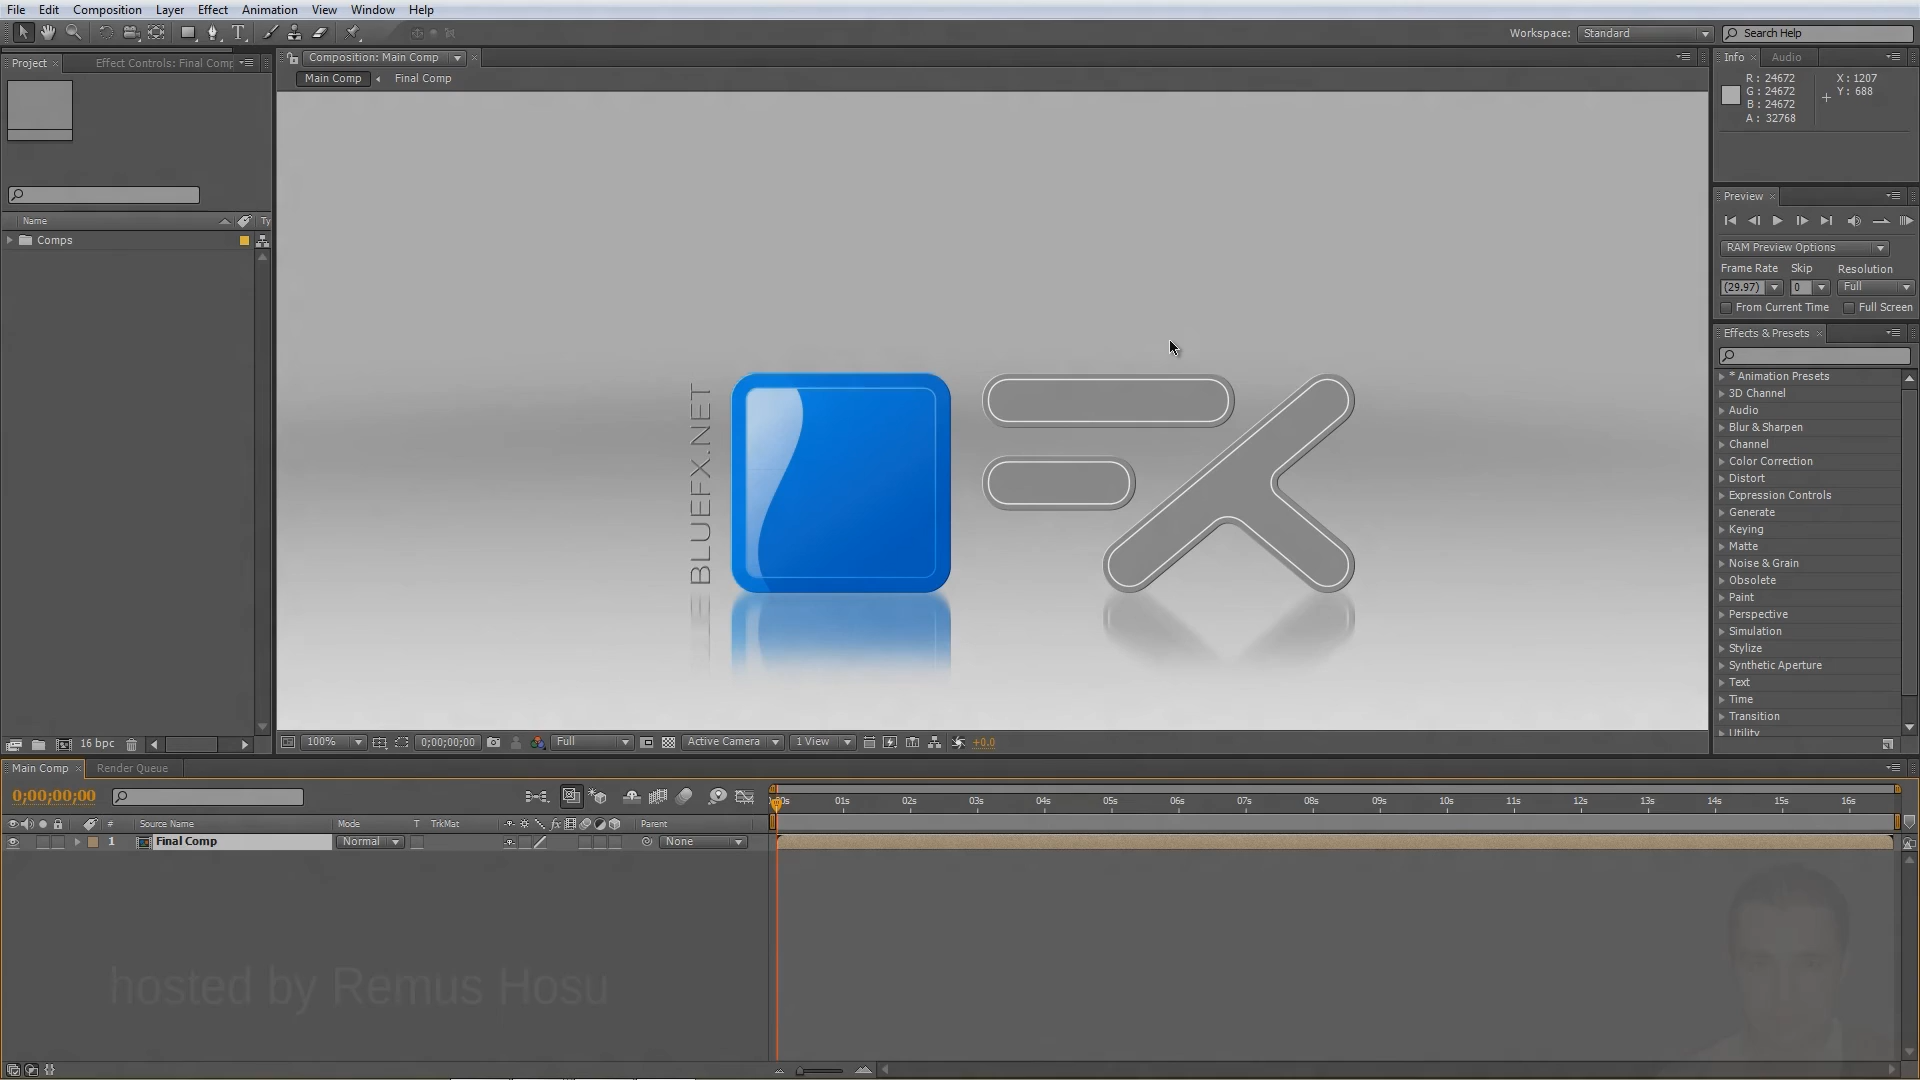 File Edit Composition Layer Effect Animation View Window Help
Workspace: Standard
Search Help
Project
Effect Controls: Final Comp
Name
Ty
Comps
16 bpc
Composition: Main Comp
Main Comp
Final Comp
BLUEFX.NET
100%
0;00;00;00
Full
Active Camera
1 View
+0.0
Info
Audio
R: 24672
G: 24672
B: 24672
A: 32768
X: 1207
Y: 688
Preview
RAM Preview Options
Frame Rate Skip Resolution
(29.97) 0 Full
From Current Time Full Screen
Effects & Presets
* Animation Presets
3D Channel
Audio
Blur & Sharpen
Channel
Color Correction
Distort
Expression Controls
Generate
Keying
Matte
Noise & Grain
Obsolete
Paint
Perspective
Simulation
Stylize
Synthetic Aperture
Text
Time
Transition
Utility
Main Comp
Render Queue
0;00;00;00
01s 02s 03s 04s 05s 06s 07s 08s 09s 10s 11s 12s 13s 14s 15s 16s
# Source Name Mode T TrkMat fx Parent
1 Final Comp Normal None
hosted by Remus Hosu